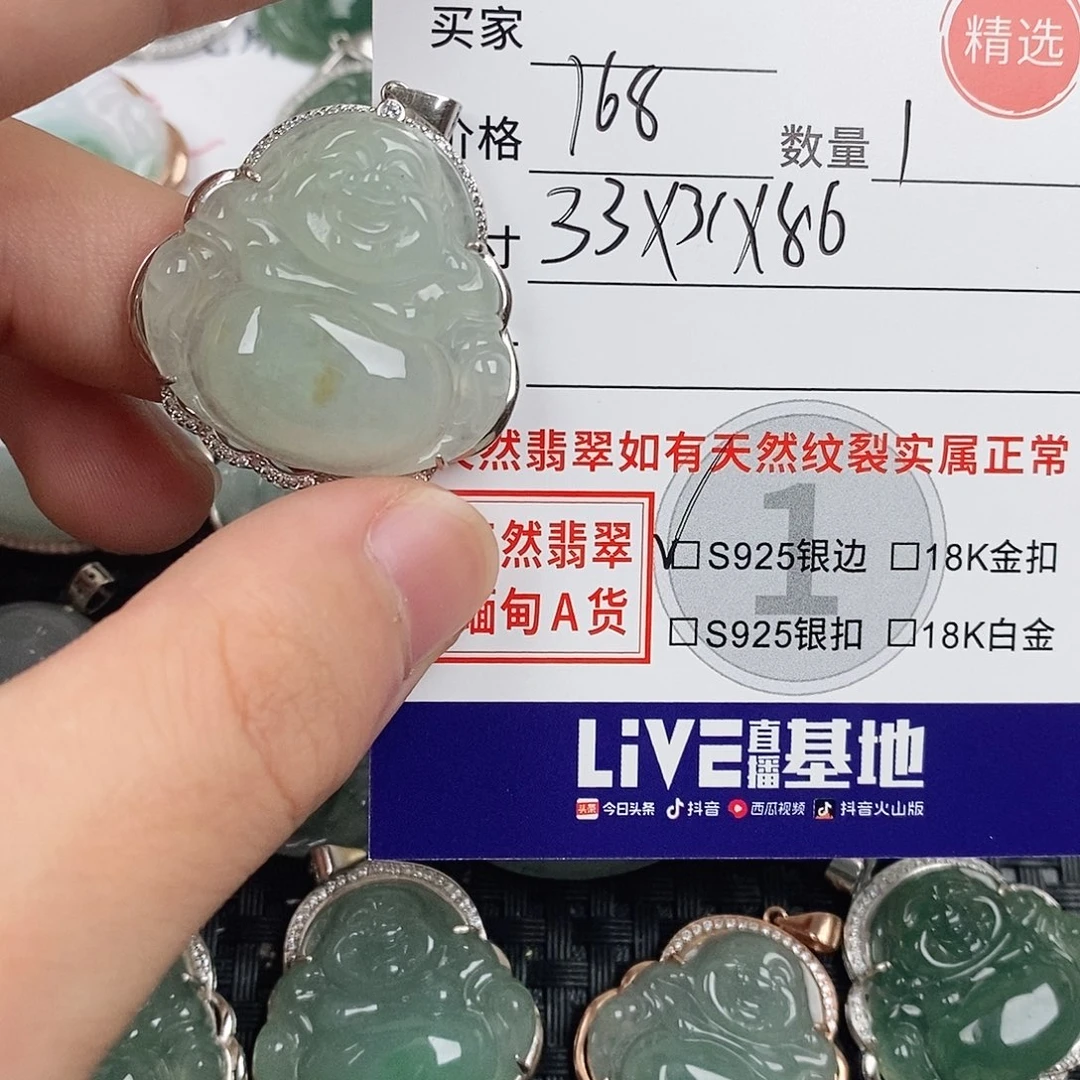 精选
买家
价格 168 数量 1
寸 33X31X86
然翡翠如有天然纹裂实属正常
然翡翠
缅甸A货
1
S925银边 18K金扣
S925银扣 18K白金
LiVE直播基地
头条 今日头条 抖音 西瓜视频 抖音火山版